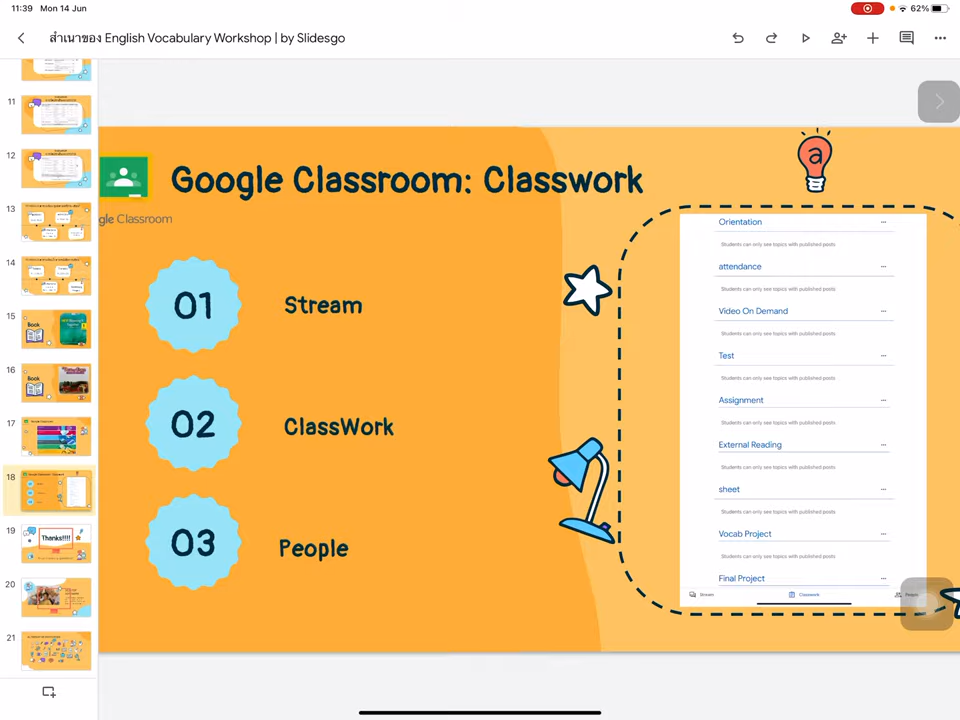 11:39 Mon 14 Jun
62%
สำเนาของ English Vocabulary Workshop | by Slidesgo
11
12
13
14
15
Book
16
Book
17
18
19
Thanks!!!!
20
21
Google Classroom: Classwork
gle Classroom
a
01
Stream
02
ClassWork
03
People
Orientation
Students can only see topics with published posts
attendance
Students can only see topics with published posts
Video On Demand
Students can only see topics with published posts
Test
Students can only see topics with published posts
Assignment
Students can only see topics with published posts
External Reading
Students can only see topics with published posts
sheet
Students can only see topics with published posts
Vocab Project
Students can only see topics with published posts
Final Project
Stream
Classwork
People